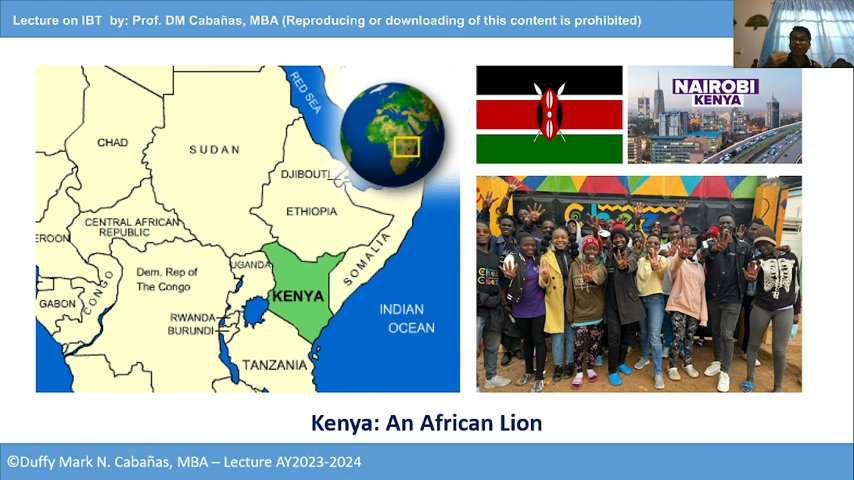 Lecture on IBT by: Prof. DM Cabañas, MBA (Reproducing or downloading of this content is prohibited)
RED SEA
CHAD
SUDAN
DJIBOUTI
ETHIOPIA
CENTRAL AFRICAN
REPUBLIC
EROON
SOMALIA
UGANDA
CONGO
Dem. Rep of
The Congo
KENYA
GABON
RWANDA
BURUNDI
INDIAN
OCEAN
TANZANIA
NAIROBI
KENYA
Kenya: An African Lion
©Duffy Mark N. Cabañas, MBA – Lecture AY2023-2024